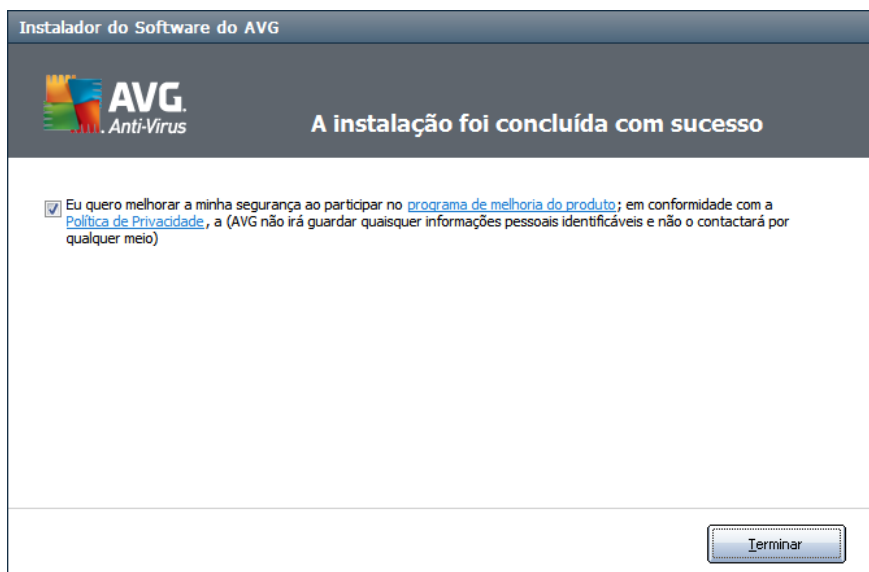 Instalador do Software do AVG
AVG.
Anti-Virus
A instalação foi concluída com sucesso
Eu quero melhorar a minha segurança ao participar no programa de melhoria do produto; em conformidade com a
Política de Privacidade, a (AVG não irá guardar quaisquer informações pessoais identificáveis e não o contactará por
qualquer meio)
Terminar